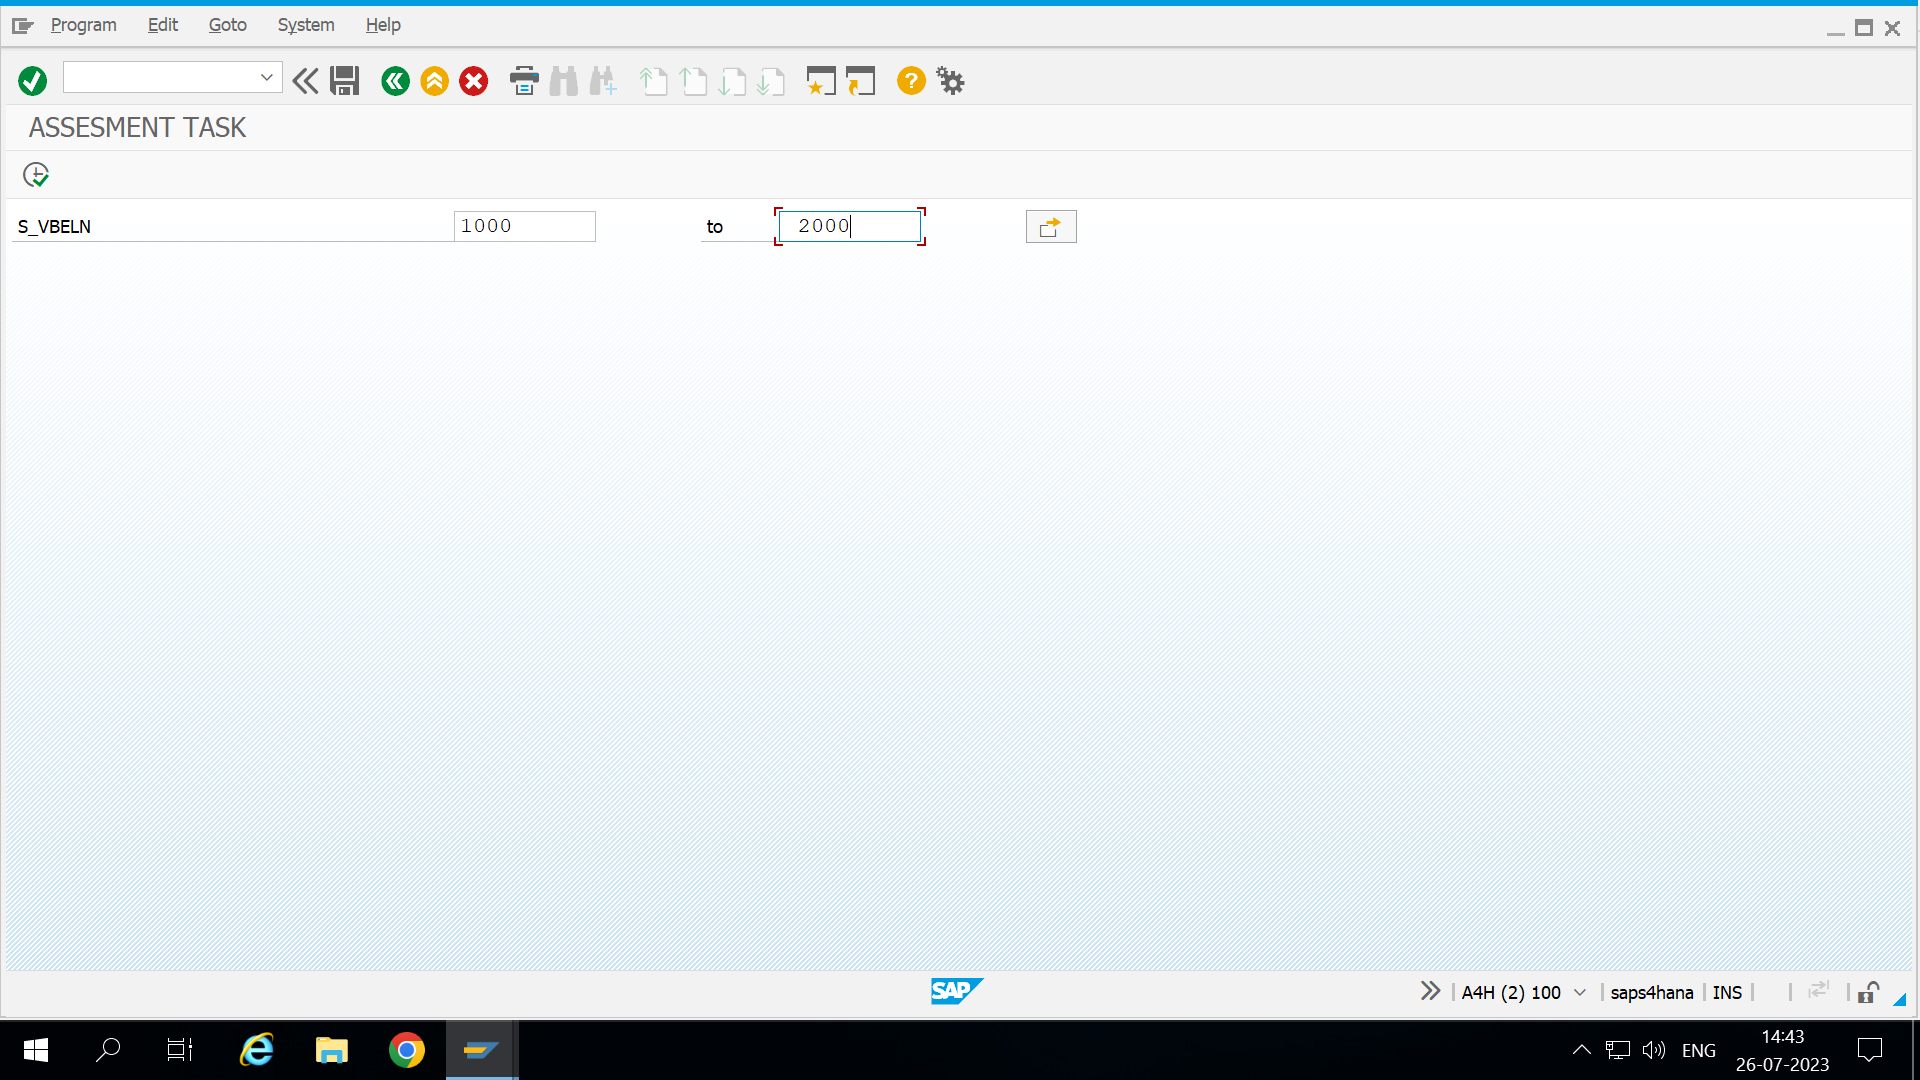 Program Edit Goto System Help
ASSESMENT TASK
S_VBELN 1000 to 2000
SAP
A4H (2) 100 saps4hana INS
ENG
14:43
26-07-2023